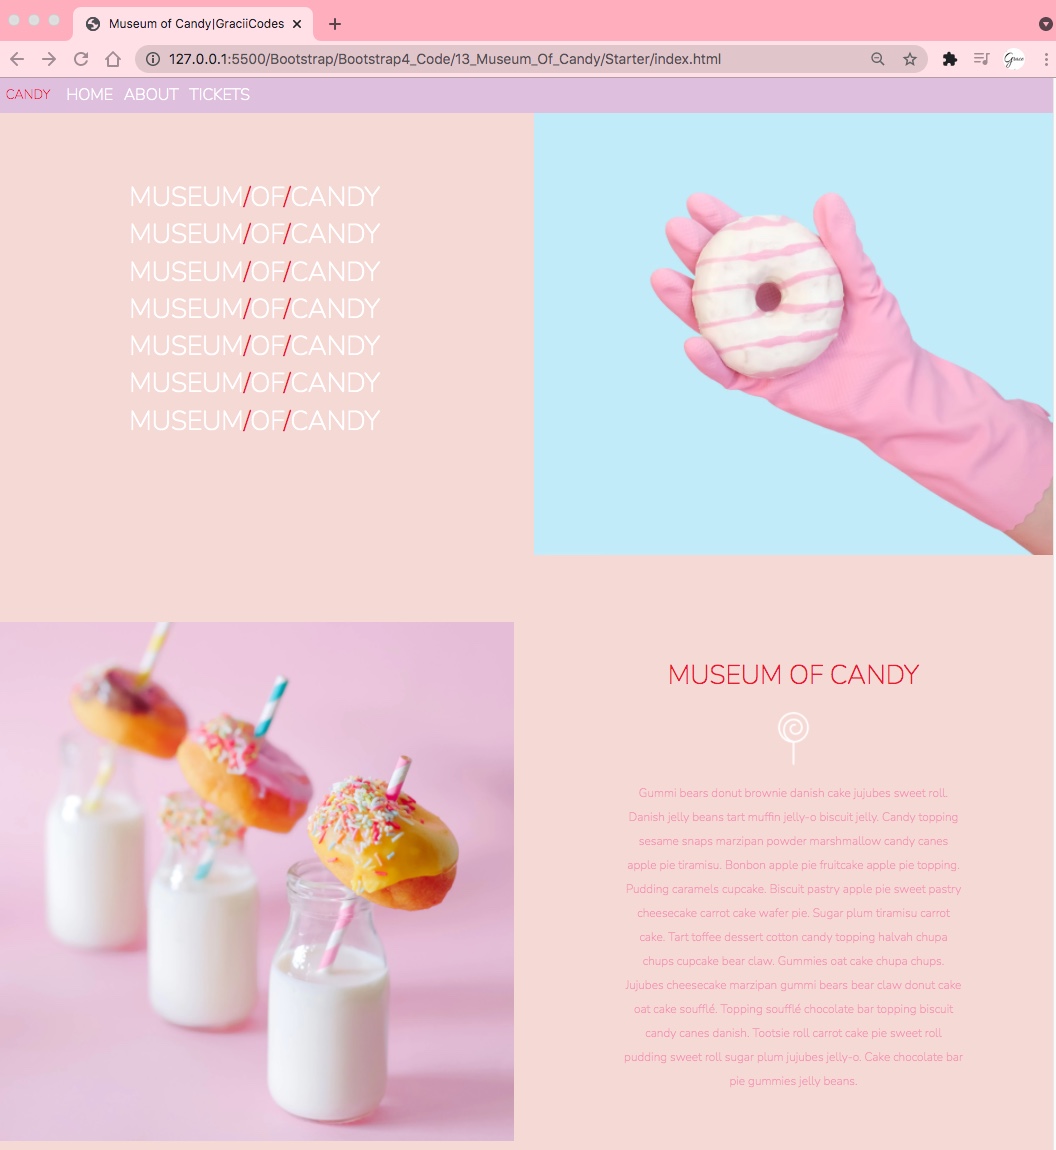 Museum of Candy|GraciiCodes
127.0.0.1:5500/Bootstrap/Bootstrap4_Code/13_Museum_Of_Candy/Starter/index.html
Grace
CANDY HOME ABOUT TICKETS
MUSEUM/OF/CANDY
MUSEUM/OF/CANDY
MUSEUM/OF/CANDY
MUSEUM/OF/CANDY
MUSEUM/OF/CANDY
MUSEUM/OF/CANDY
MUSEUM/OF/CANDY
MUSEUM OF CANDY
Gummi bears donut brownie danish cake jujubes sweet roll.
Danish jelly beans tart muffin jelly-o biscuit jelly. Candy topping
sesame snaps marzipan powder marshmallow candy canes
apple pie tiramisu. Bonbon apple pie fruitcake apple pie topping.
Pudding caramels cupcake. Biscuit pastry apple pie sweet pastry
cheesecake carrot cake wafer pie. Sugar plum tiramisu carrot
cake. Tart toffee dessert cotton candy topping halvah chupa
chups cupcake bear claw. Gummies oat cake chupa chups.
Jujubes cheesecake marzipan gummi bears bear claw donut cake
oat cake soufflé. Topping soufflé chocolate bar topping biscuit
candy canes danish. Tootsie roll carrot cake pie sweet roll
pudding sweet roll sugar plum jujubes jelly-o. Cake chocolate bar
pie gummies jelly beans.